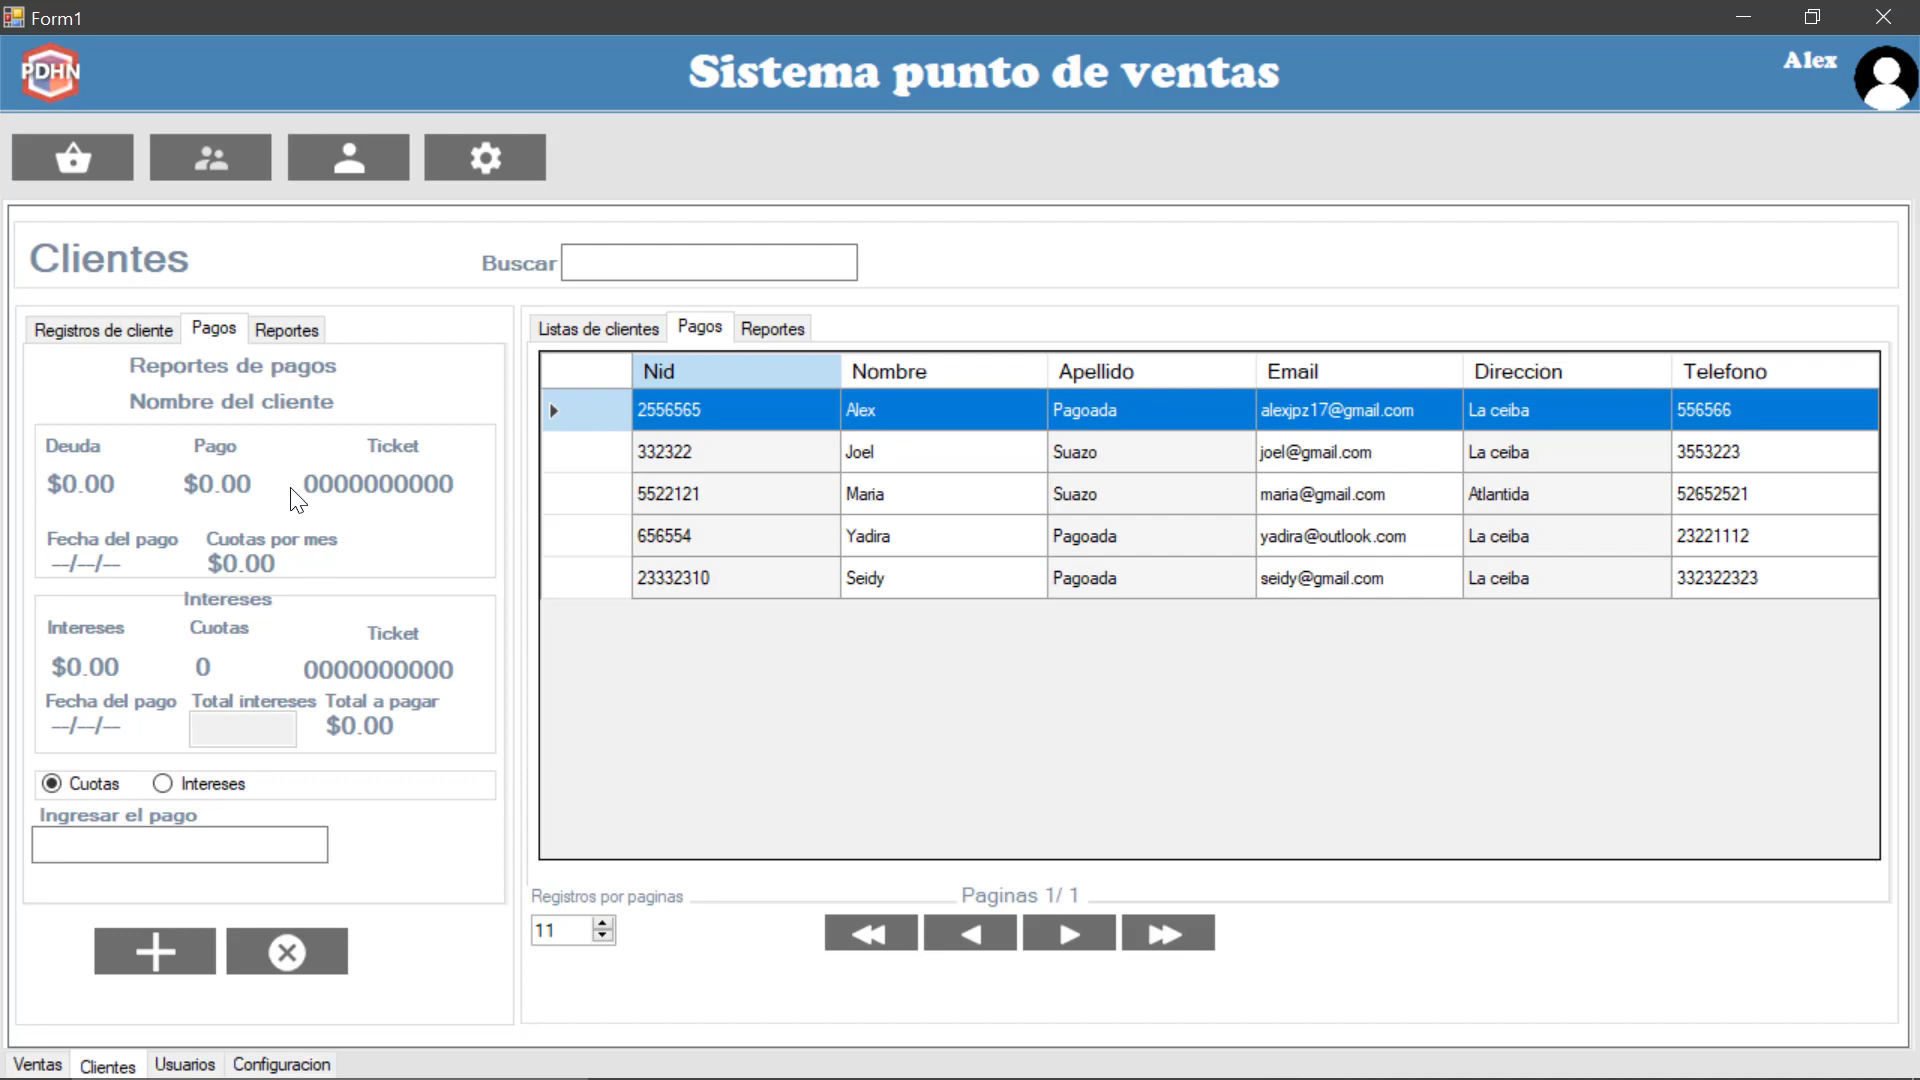 Form1
PDHN
Sistema punto de ventas
Alex
Clientes
Buscar
Registros de cliente Pagos Reportes
Reportes de pagos
Nombre del cliente
Deuda Pago Ticket
$0.00 $0.00 0000000000
Fecha del pago Cuotas por mes
--/--/-- $0.00
Intereses
Intereses Cuotas Ticket
$0.00 0 0000000000
Fecha del pago Total intereses Total a pagar
--/--/-- $0.00
Cuotas Intereses
Ingresar el pago
Listas de clientes Pagos Reportes
Nid Nombre Apellido Email Direccion Telefono
2556565 Alex Pagoada alexjpz17@gmail.com La ceiba 556566
332322 Joel Suazo joel@gmail.com La ceiba 3553223
5522121 Maria Suazo maria@gmail.com Atlantida 52652521
656554 Yadira Pagoada yadira@outlook.com La ceiba 23221112
23332310 Seidy Pagoada seidy@gmail.com La ceiba 332322323
Registros por paginas Paginas 1/ 1
11
Ventas Clientes Usuarios Configuracion